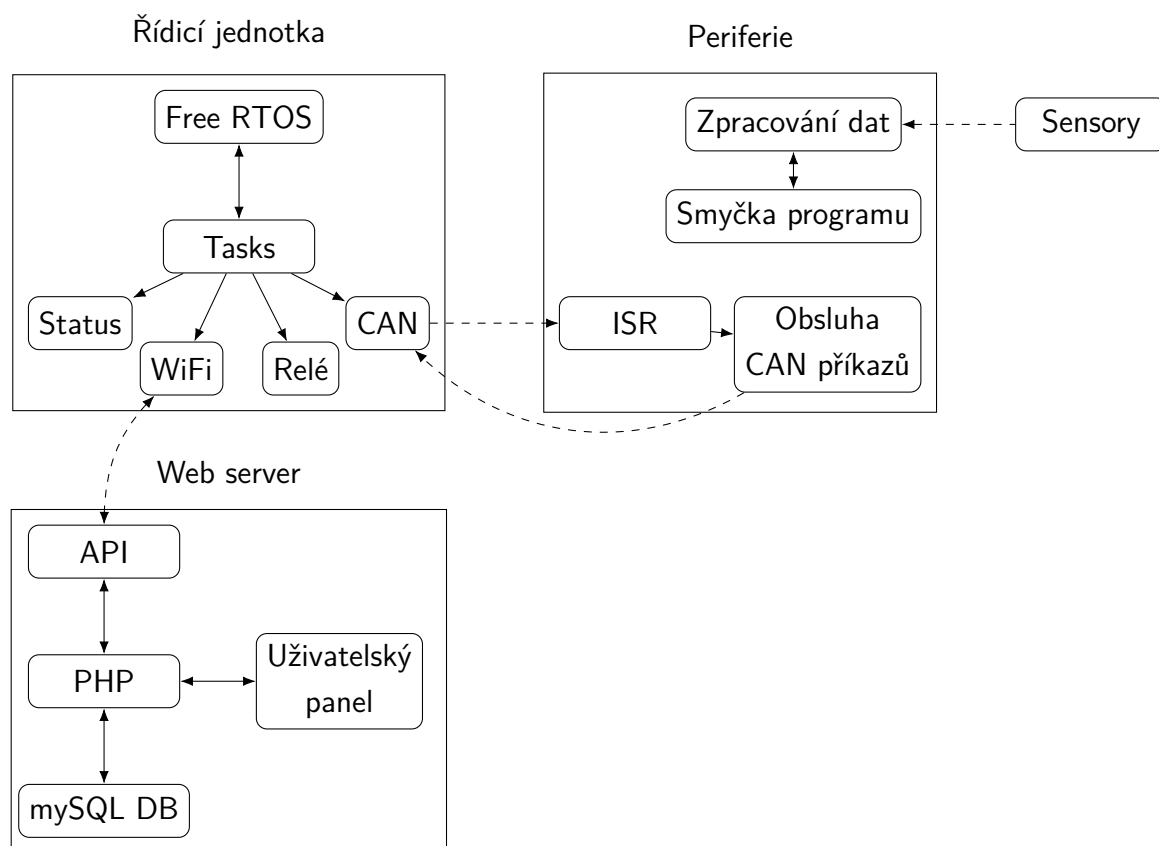 Řídicí jednotka
Free RTOS
Tasks
Status
WiFi
Relé
CAN
Periferie
Zpracování dat
Smyčka programu
ISR
Obsluha
CAN příkazů
Sensory
Web server
API
PHP
Uživatelský
panel
mySQL DB